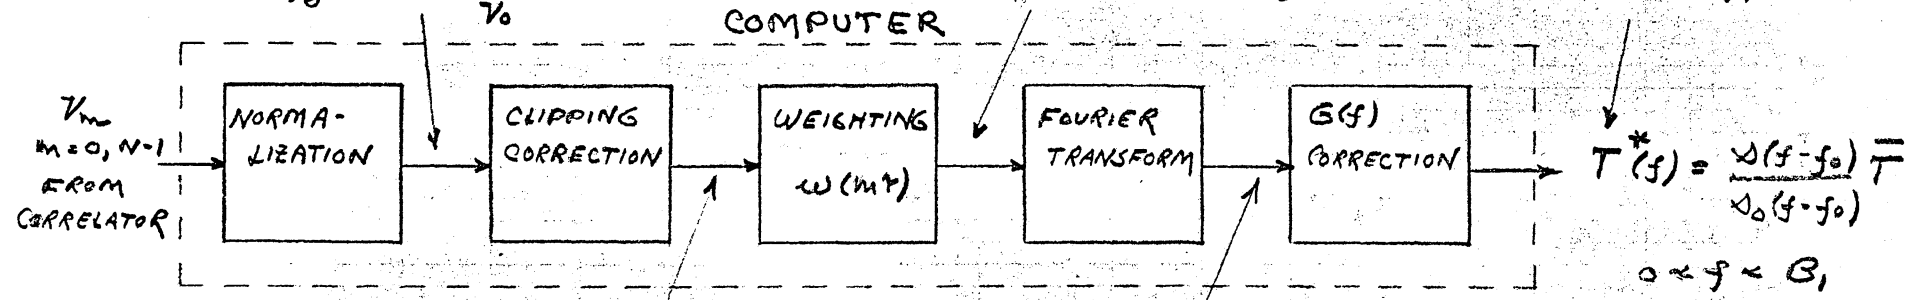 V₀
COMPUTER
Vₘ
m=0, N-1
FROM
CORRELATOR
NORMA-
LIZATION
CLIPPING
CORRECTION
WEIGHTING
w(mτ)
FOURIER
TRANSFORM
G(f)
CORRECTION
T*(f) = s(f-f₀) T̅
s₀(f-f₀)
0 < f < B₁